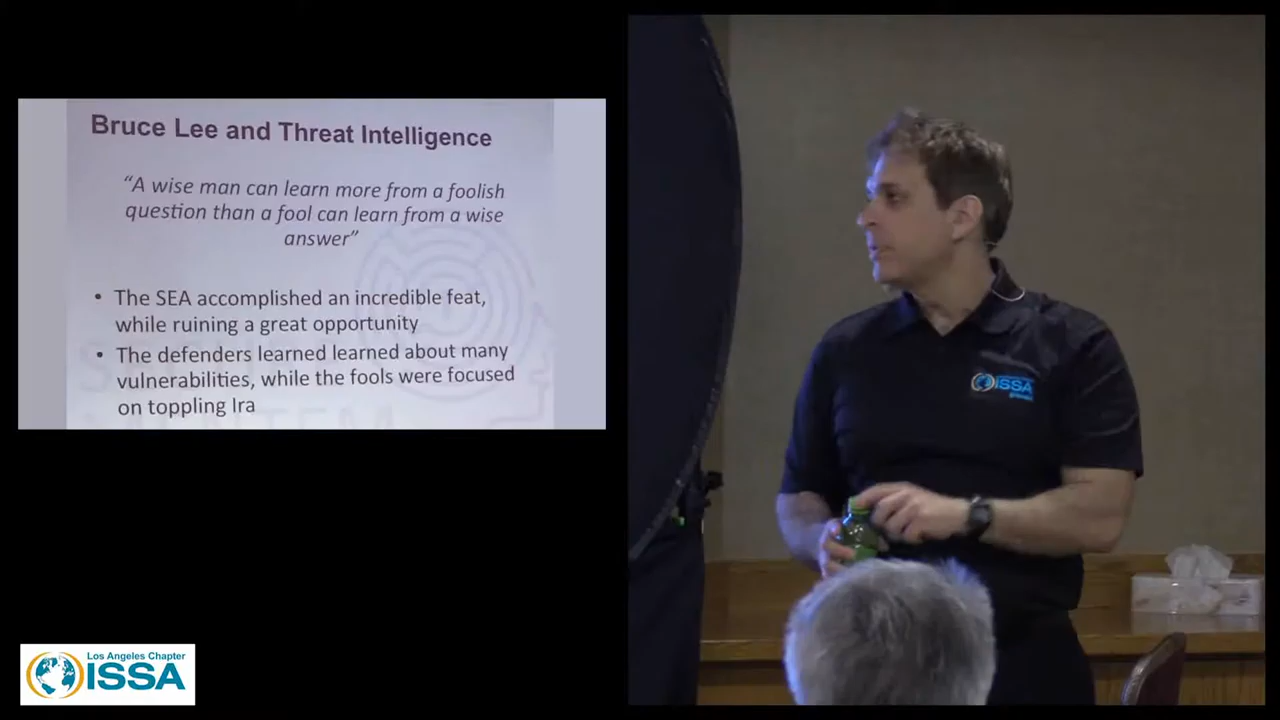 Bruce Lee and Threat Intelligence
“A wise man can learn more from a foolish
question than a fool can learn from a wise
answer”
• The SEA accomplished an incredible feat,
while ruining a great opportunity
• The defenders learned learned about many
vulnerabilities, while the fools were focused
on toppling Ira
ISSA
Los Angeles Chapter
ISSA